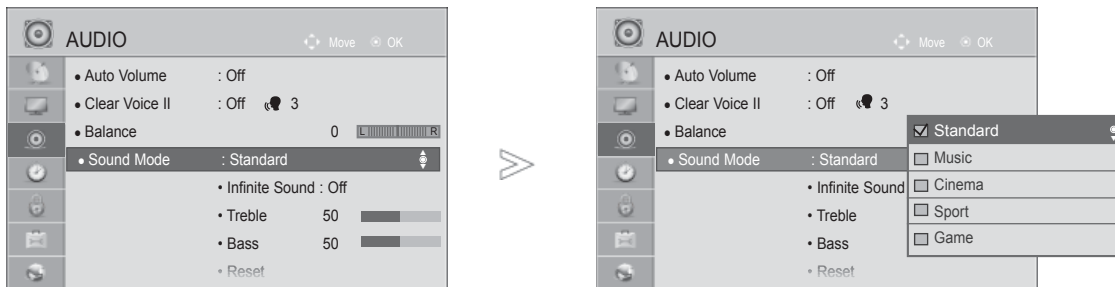 AUDIO Move OK
• Auto Volume : Off
• Clear Voice II : Off 3
• Balance 0 L R
• Sound Mode : Standard
• Infinite Sound : Off
• Treble 50
• Bass 50
• Reset
AUDIO Move OK
• Auto Volume : Off
• Clear Voice II : Off 3
• Balance
• Sound Mode : Standard
• Infinite Sound
• Treble
• Bass
• Reset
Standard
Music
Cinema
Sport
Game